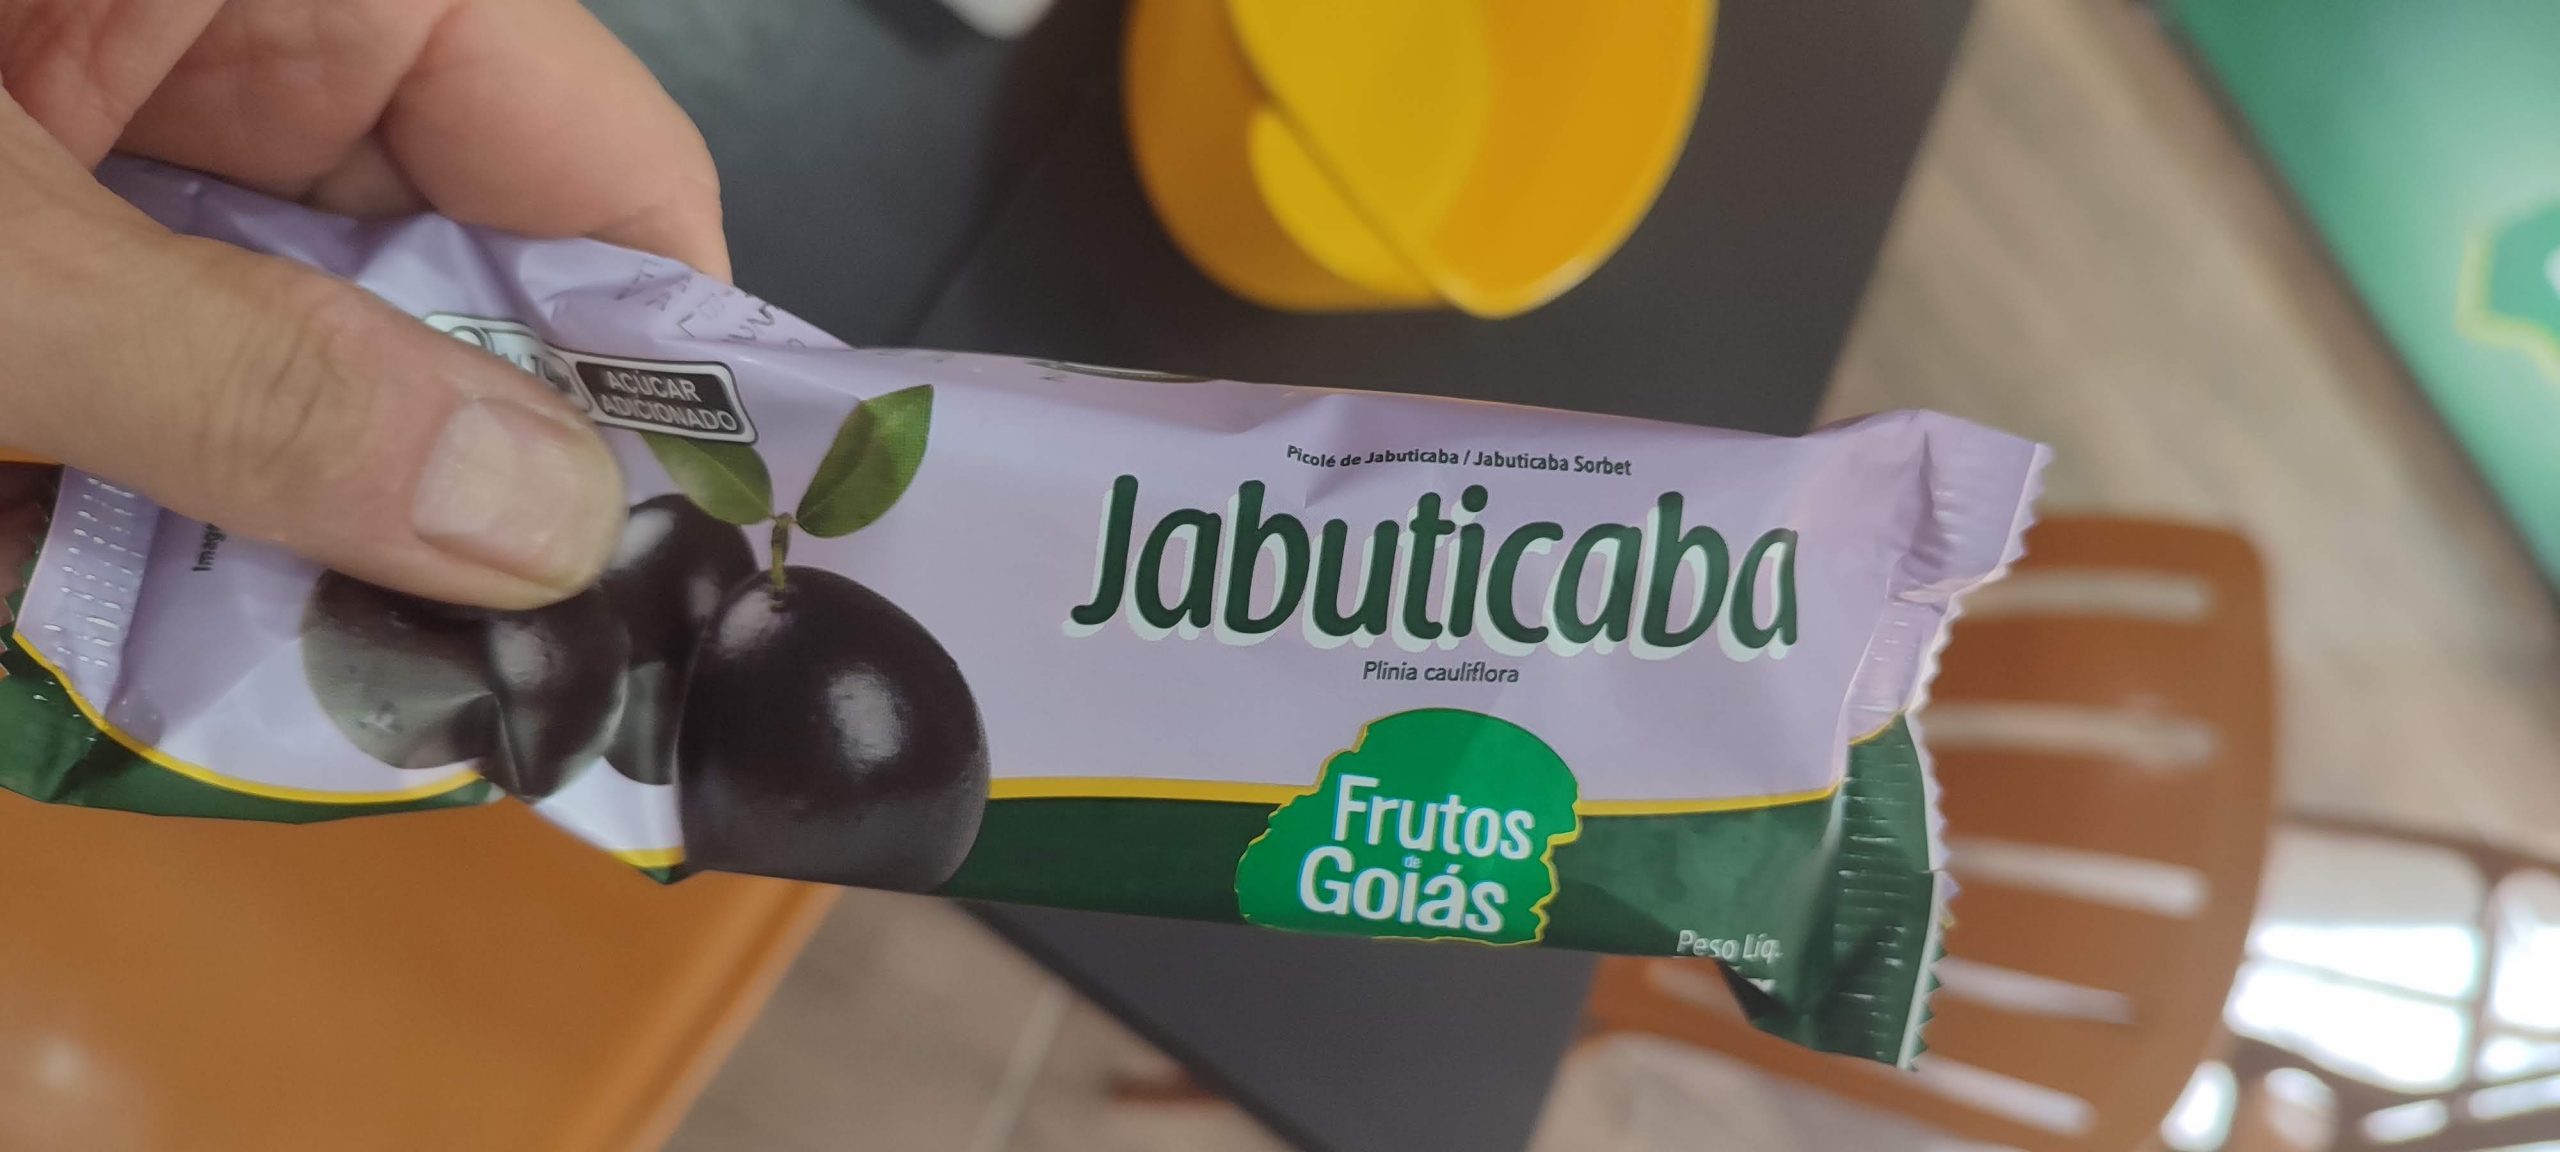 AÇÚCAR
ADICIONADO
Picolé de Jabuticaba / Jabuticaba Sorbet
Jabuticaba
Plinia cauliflora
Frutos
de
Goiás
Peso Líq.